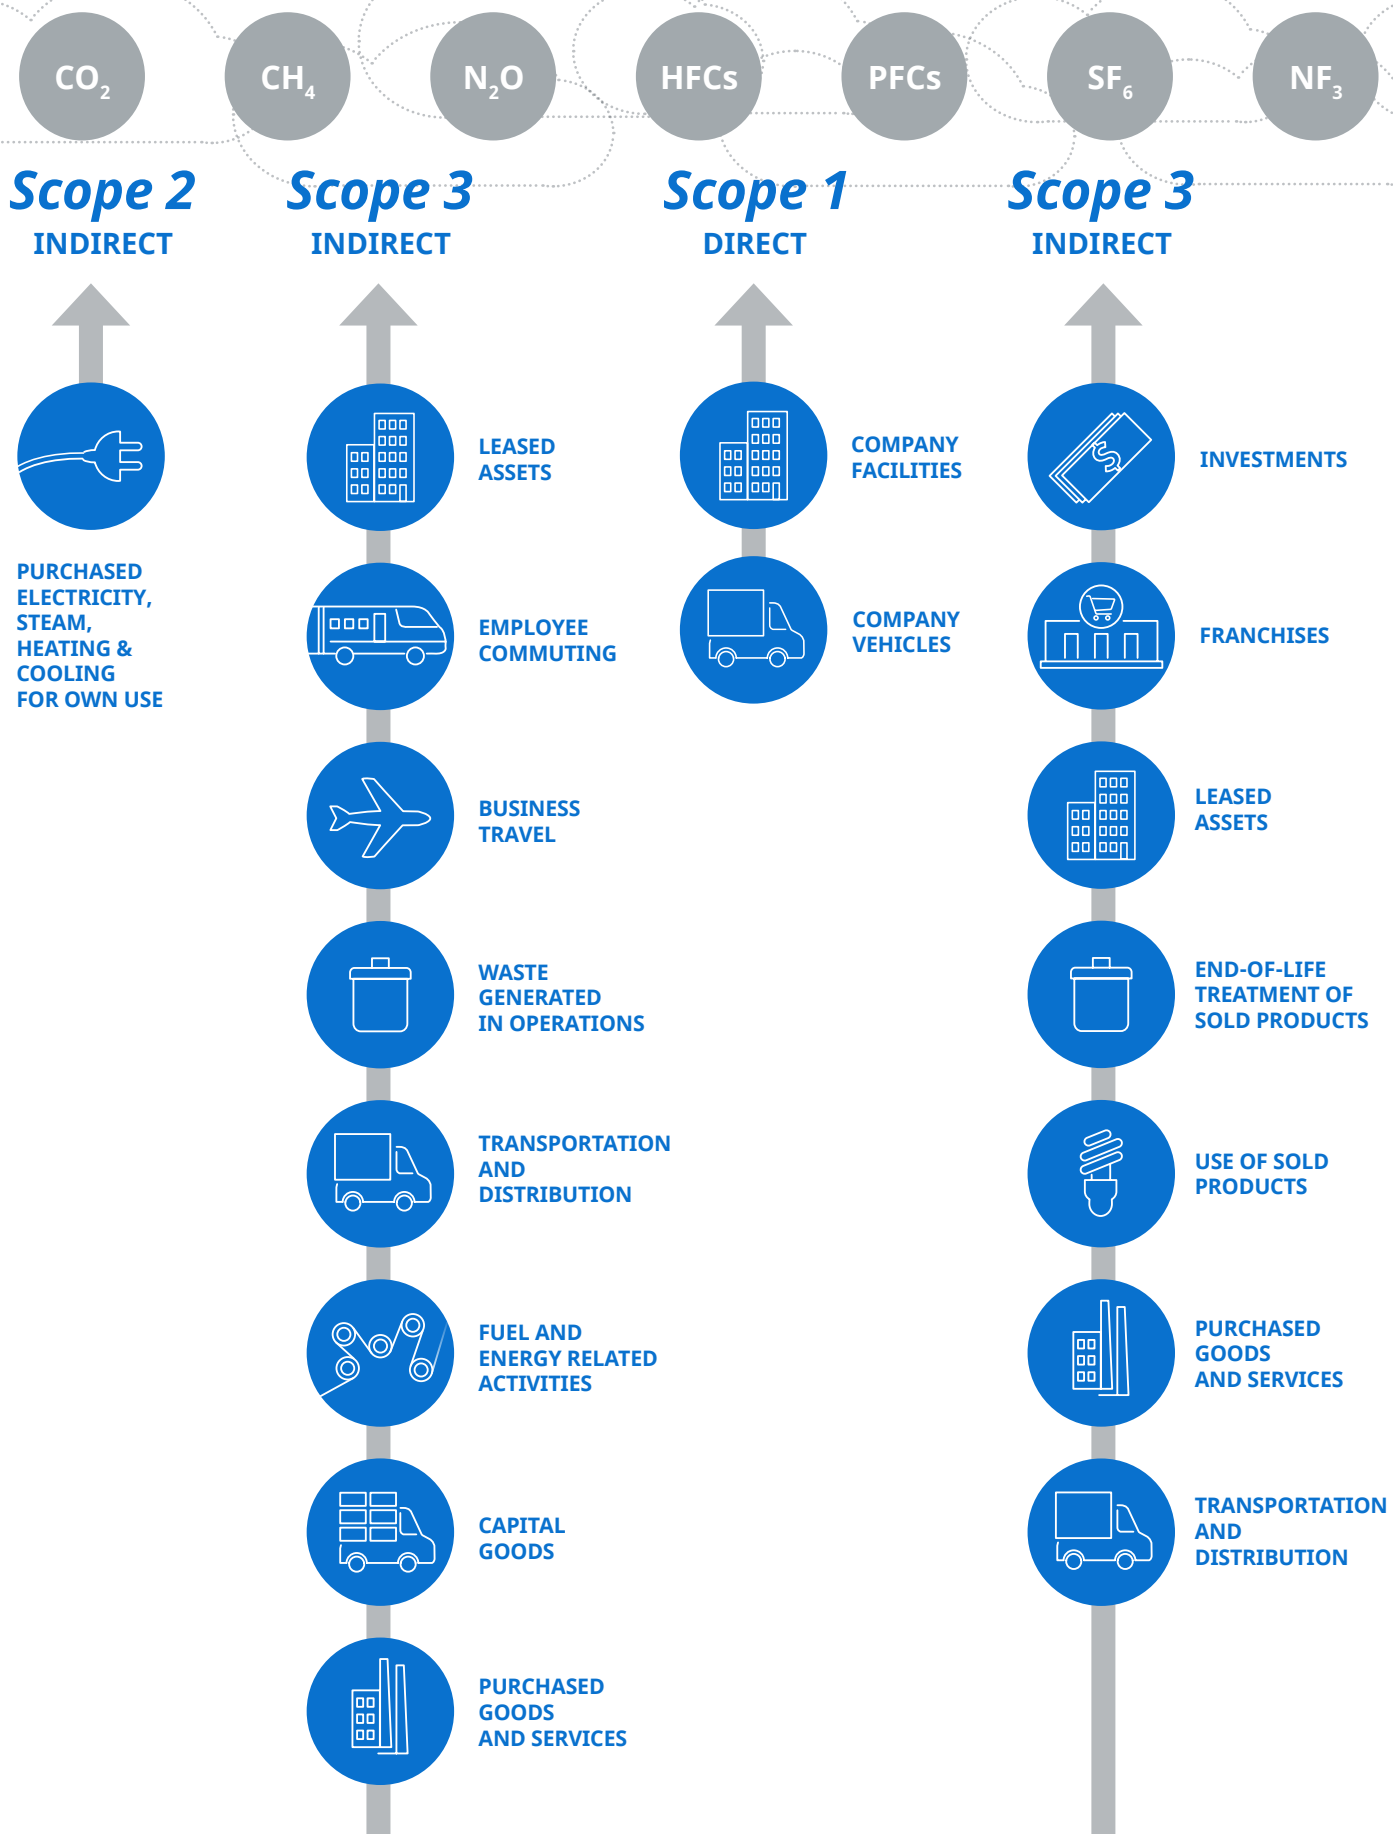 CO2
CH4
N2O
HFCs
PFCs
SF6
NF3
Scope 2
INDIRECT
PURCHASED
ELECTRICITY,
STEAM,
HEATING &
COOLING
FOR OWN USE
Scope 3
INDIRECT
LEASED
ASSETS
EMPLOYEE
COMMUTING
BUSINESS
TRAVEL
WASTE
GENERATED
IN OPERATIONS
TRANSPORTATION
AND
DISTRIBUTION
FUEL AND
ENERGY RELATED
ACTIVITIES
CAPITAL
GOODS
PURCHASED
GOODS
AND SERVICES
Scope 1
DIRECT
COMPANY
FACILITIES
COMPANY
VEHICLES
Scope 3
INDIRECT
$
INVESTMENTS
FRANCHISES
LEASED
ASSETS
END-OF-LIFE
TREATMENT OF
SOLD PRODUCTS
USE OF SOLD
PRODUCTS
PURCHASED
GOODS
AND SERVICES
TRANSPORTATION
AND
DISTRIBUTION